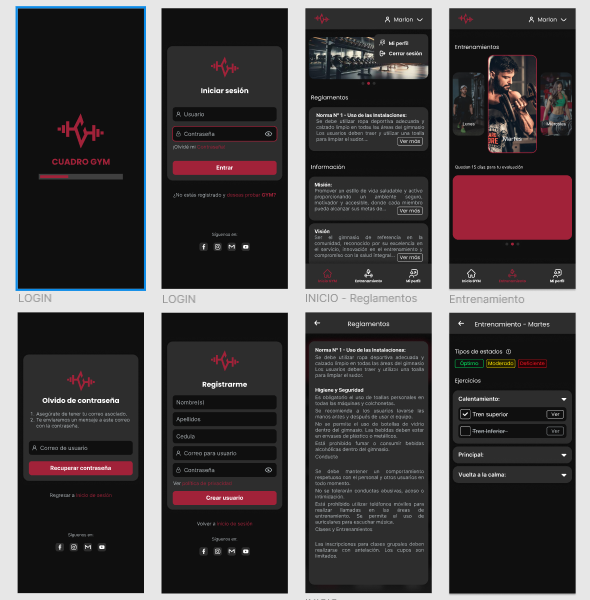 CUADRO GYM
LOGIN
Iniciar sesión
Usuario
Contraseña
¡Olvidé mi Contraseña!
Entrar
¿No estás registrado y deseas probar GYM?
Síguenos en:
LOGIN
Marlon
Mi perfil
Cerrar sesión
Reglamentos
Norma N° 1 - Uso de las Instalaciones:
Se debe utilizar ropa deportiva adecuada y
calzado limpio en todas las áreas del gimnasio
Los usuarios deben traer y utilizar una toalla
para limpiar el sudor...
Ver más
Información
Misión:
Promover un estilo de vida saludable y activo
proporcionando un ambiente seguro,
motivador y accesible, donde cada miembro
pueda alcanzar sus metas de...
Ver más
Visión
Ser el gimnasio de referencia en la
comunidad, reconocido por su excelencia en
el servicio, innovación en el entrenamiento y
compromiso con la salud integral...
Ver más
Inicio GYM
Entrenamiento
Mi perfil
INICIO - Reglamentos
Marlon
Entrenamientos
Lunes
Martes
Miércoles
Quedan 15 días para tu evaluación
Inicio GYM
Entrenamiento
Mi perfil
Entrenamiento
Olvido de contraseña
1. Asegúrate de tener tu correo asociado.
2. Te enviaremos un mensaje a este correo
con la contraseña.
Correo de usuario
Recuperar contraseña
Regresar a Inicio de sesión
Síguenos en:
Registrarme
Nombre(s)
Apellidos
Cedula
Correo para usuario
Contraseña
Ver
Crear usuario
Volver a Inicio de sesión
Síguenos en:
Reglamentos
Norma N° 1 - Uso de las Instalaciones:
Se debe utilizar ropa deportiva adecuada y
calzado limpio en todas las áreas del gimnasio
Los usuarios deben traer y utilizar una toalla
para limpiar el sudor.
Higiene y Seguridad
Es obligatorio el uso de toallas personales en
todas las máquinas y colchonetas.
Se recomienda a los usuarios lavarse las
manos antes y después de usar el equipo.
No se permite el uso de botellas de vidrio
dentro del gimnasio. Las bebidas deben estar
en envases de plástico o metálicos.
Está prohibido fumar o consumir bebidas
alcohólicas dentro del gimnasio.
Conducta
Se debe mantener un comportamiento
respetuoso con el personal y otros usuarios en
todo momento.
No se tolerarán conductas abusivas, acoso o
intimidación.
Está prohibido utilizar teléfonos móviles para
realizar llamadas en las áreas de
entrenamiento. Se permite el uso de
auriculares para escuchar música.
Clases y Entrenamientos
Las inscripciones para clases grupales deben
realizarse con antelación. Los cupos son
limitados.
Entrenamiento - Martes
Tipos de estados
Óptimo
Moderado
Deficiente
Ejercicios
Calentamiento:
Tren superior
Ver
Tren Inferior
Ver
Principal:
Vuelta a la calma: